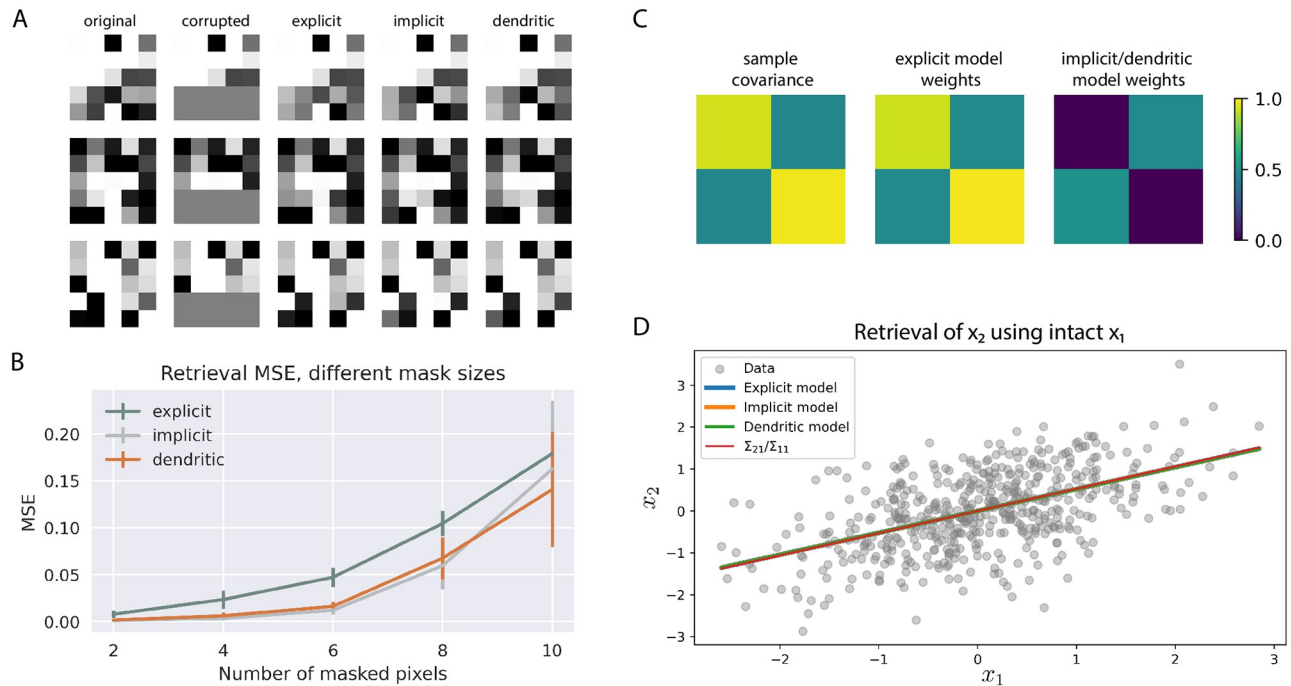 A
original corrupted explicit implicit dendritic
B
Retrieval MSE, different mask sizes
explicit
implicit
dendritic
0.20
0.15
0.10
0.05
0.00
MSE
2 4 6 8 10
Number of masked pixels
C
sample
covariance
explicit model
weights
implicit/dendritic
model weights
1.0
0.5
0.0
D
Retrieval of x₂ using intact x₁
Data
Explicit model
Implicit model
Dendritic model
Σ₂₁/Σ₁₁
3
2
1
0
−1
−2
−3
x₂
−2 −1 0 1 2 3
x₁